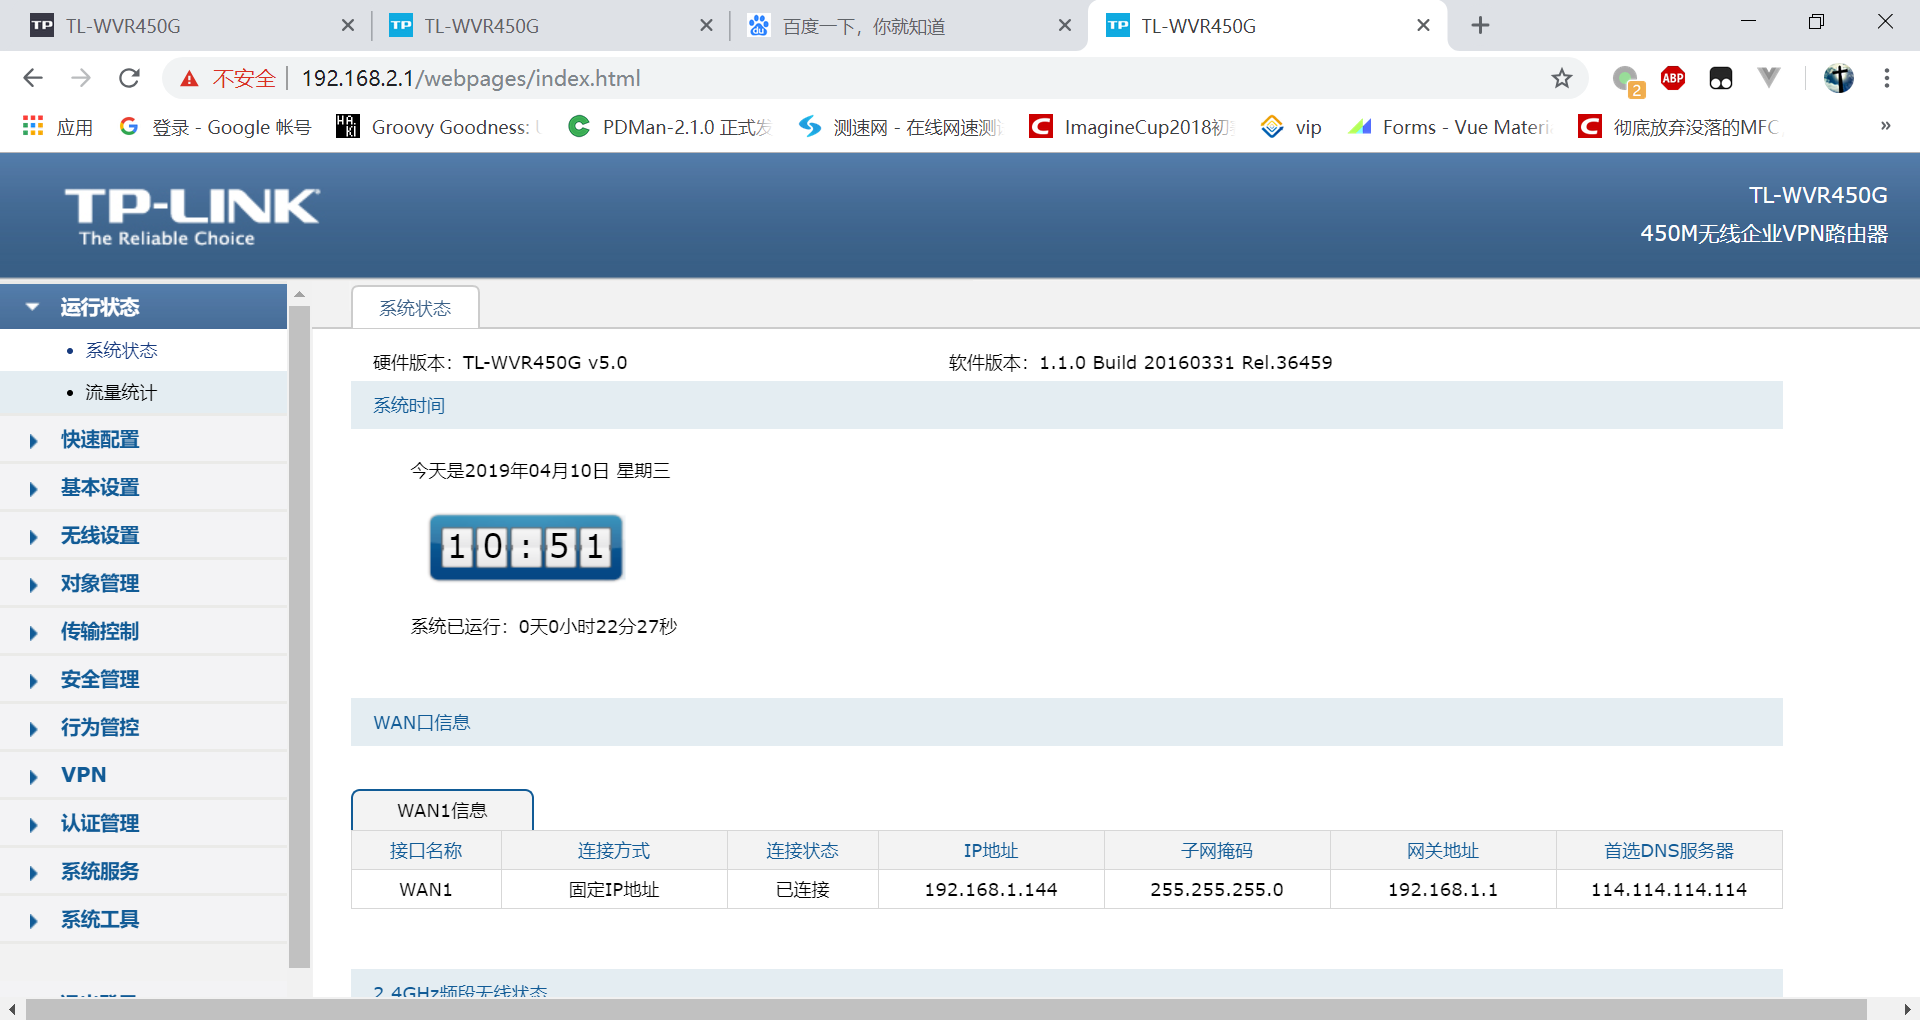 TL-WVR450G
TL-WVR450G
百度一下，你就知道
TL-WVR450G
不安全 192.168.2.1/webpages/index.html
ABP
2
应用
登录 - Google 帐号
Groovy Goodness:
PDMan-2.1.0 正式发
测速网 - 在线网速测
ImagineCup2018初
vip
Forms - Vue Materi
彻底放弃没落的MFC
»
TP-LINK
The Reliable Choice
TL-WVR450G
450M无线企业VPN路由器
运行状态
系统状态
流量统计
快速配置
基本设置
无线设置
对象管理
传输控制
安全管理
行为管控
VPN
认证管理
系统服务
系统工具
系统状态
硬件版本：TL-WVR450G v5.0
软件版本：1.1.0 Build 20160331 Rel.36459
系统时间
今天是2019年04月10日 星期三
10:51
系统已运行：0天0小时22分27秒
WAN口信息
WAN1信息
接口名称 连接方式 连接状态 IP地址 子网掩码 网关地址 首选DNS服务器
WAN1 固定IP地址 已连接 192.168.1.144 255.255.255.0 192.168.1.1 114.114.114.114
2.4GHz频段无线状态